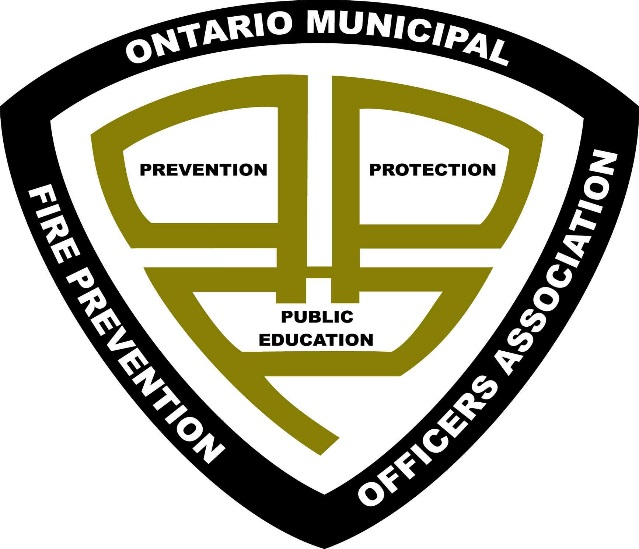 ONTARIO MUNICIPAL
FIRE PREVENTION
OFFICERS ASSOCIATION
PREVENTION
PROTECTION
PUBLIC
EDUCATION